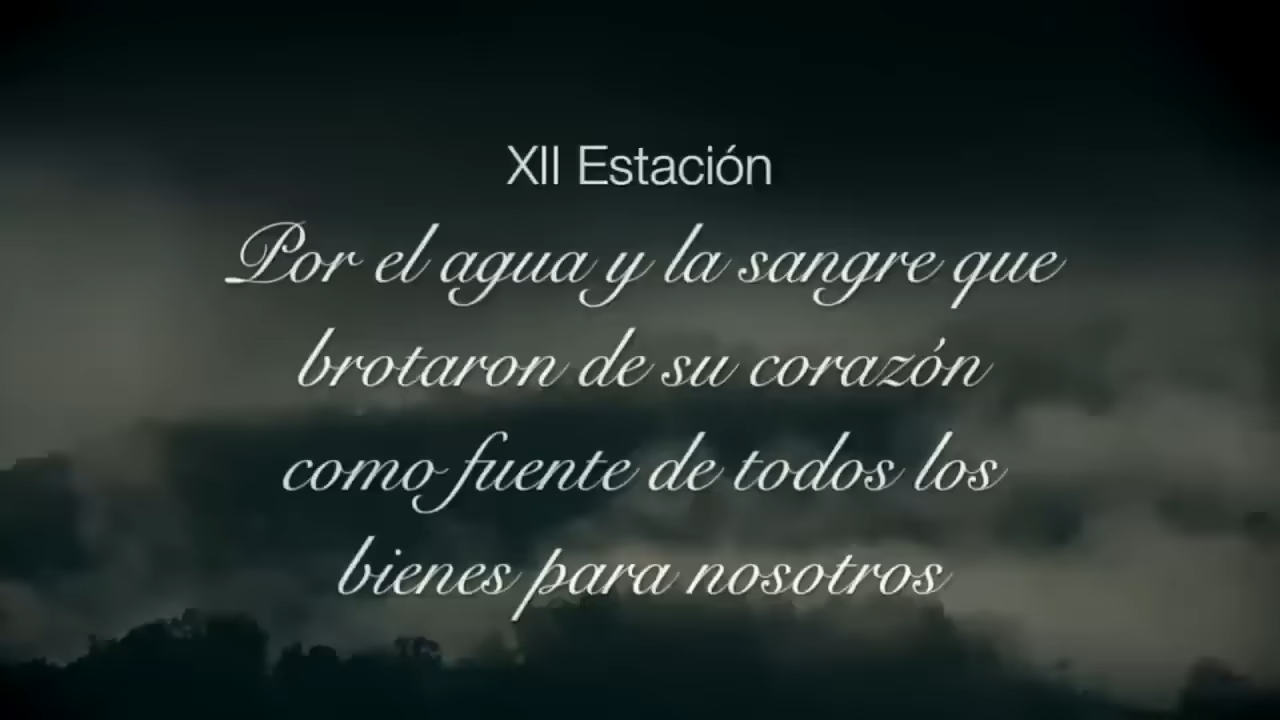 XII Estación
Por el agua y la sangre que
brotaron de su corazón
como fuente de todos los
bienes para nosotros